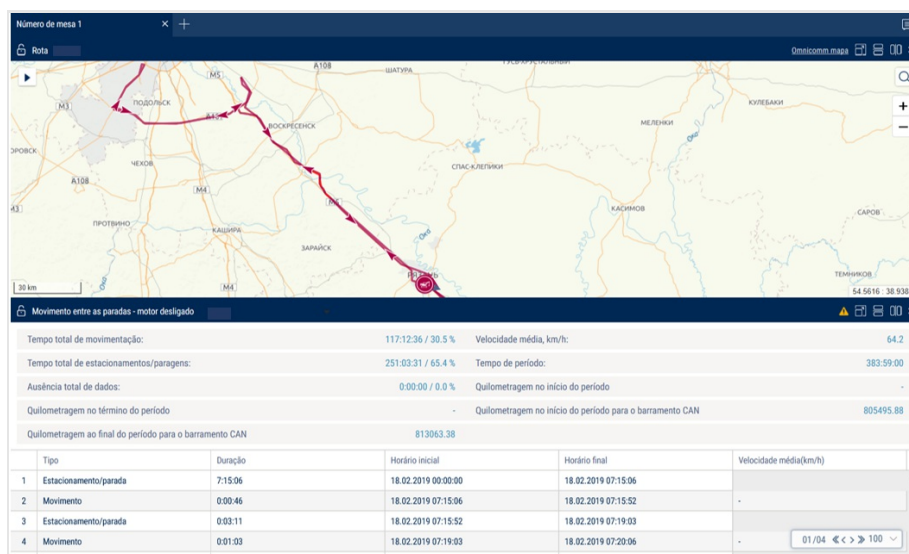 Número de mesa 1
Rota
Omnicomm mapa
A108
ШАТУРА
M5
M3
ПОДОЛЬСК
КУЛЕБАКИ
ВОСКРЕСЕНСК
МЕЛЕНКИ
Ока
ЧЕХОВ
СПАС-КЛЕПИКИ
A108
M4
КАСИМОВ
САРОВ
ПРОТВИНО
КАШИРА
M5
ЗАРАЙСК
Ока
ТЕМНИКОВ
Ока
30 km
M4
54.5616 : 38.938
Movimento entre as paradas - motor desligado
Tempo total de movimentação: 117:12:36 / 30.5 % Velocidade média, km/h: 64.2
Tempo total de estacionamentos/paragens: 251:03:31 / 65.4 % Tempo de período: 383:59:00
Ausência total de dados: 0:00:00 / 0.0 % Quilometragem no início do período -
Quilometragem no término do período - Quilometragem no início do período para o barramento CAN 805495.88
Quilometragem ao final do período para o barramento CAN 813063.38
Tipo Duração Horário inicial Horário final Velocidade média(km/h)
1 Estacionamento/parada 7:15:06 18.02.2019 00:00:00 18.02.2019 07:15:06
2 Movimento 0:00:46 18.02.2019 07:15:06 18.02.2019 07:15:52 -
3 Estacionamento/parada 0:03:11 18.02.2019 07:15:52 18.02.2019 07:19:03
4 Movimento 0:01:03 18.02.2019 07:19:03 18.02.2019 07:20:06 -
01/04 100